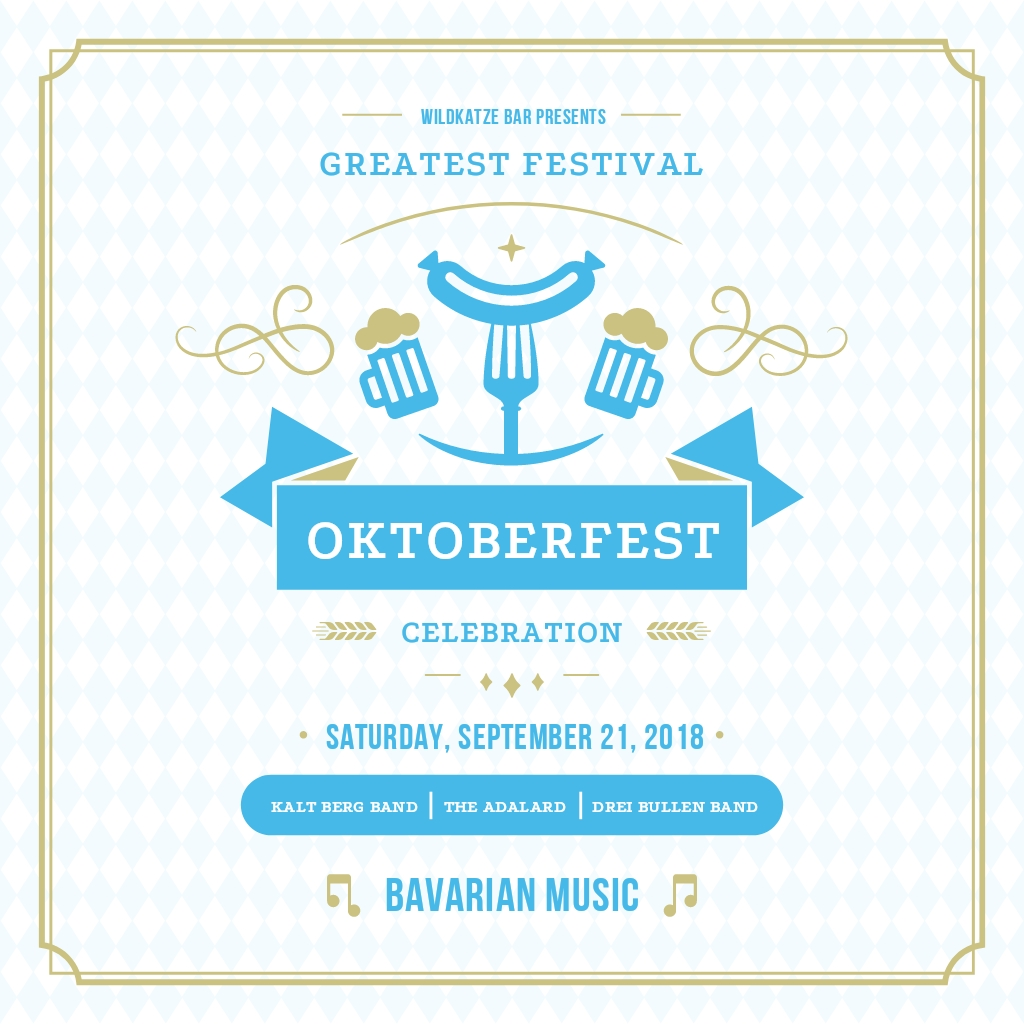 WILDKATZE BAR PRESENTS
GREATEST FESTIVAL
OKTOBERFEST
CELEBRATION
SATURDAY, SEPTEMBER 21, 2018
KALT BERG BAND | THE ADALARD | DREI BULLEN BAND
BAVARIAN MUSIC